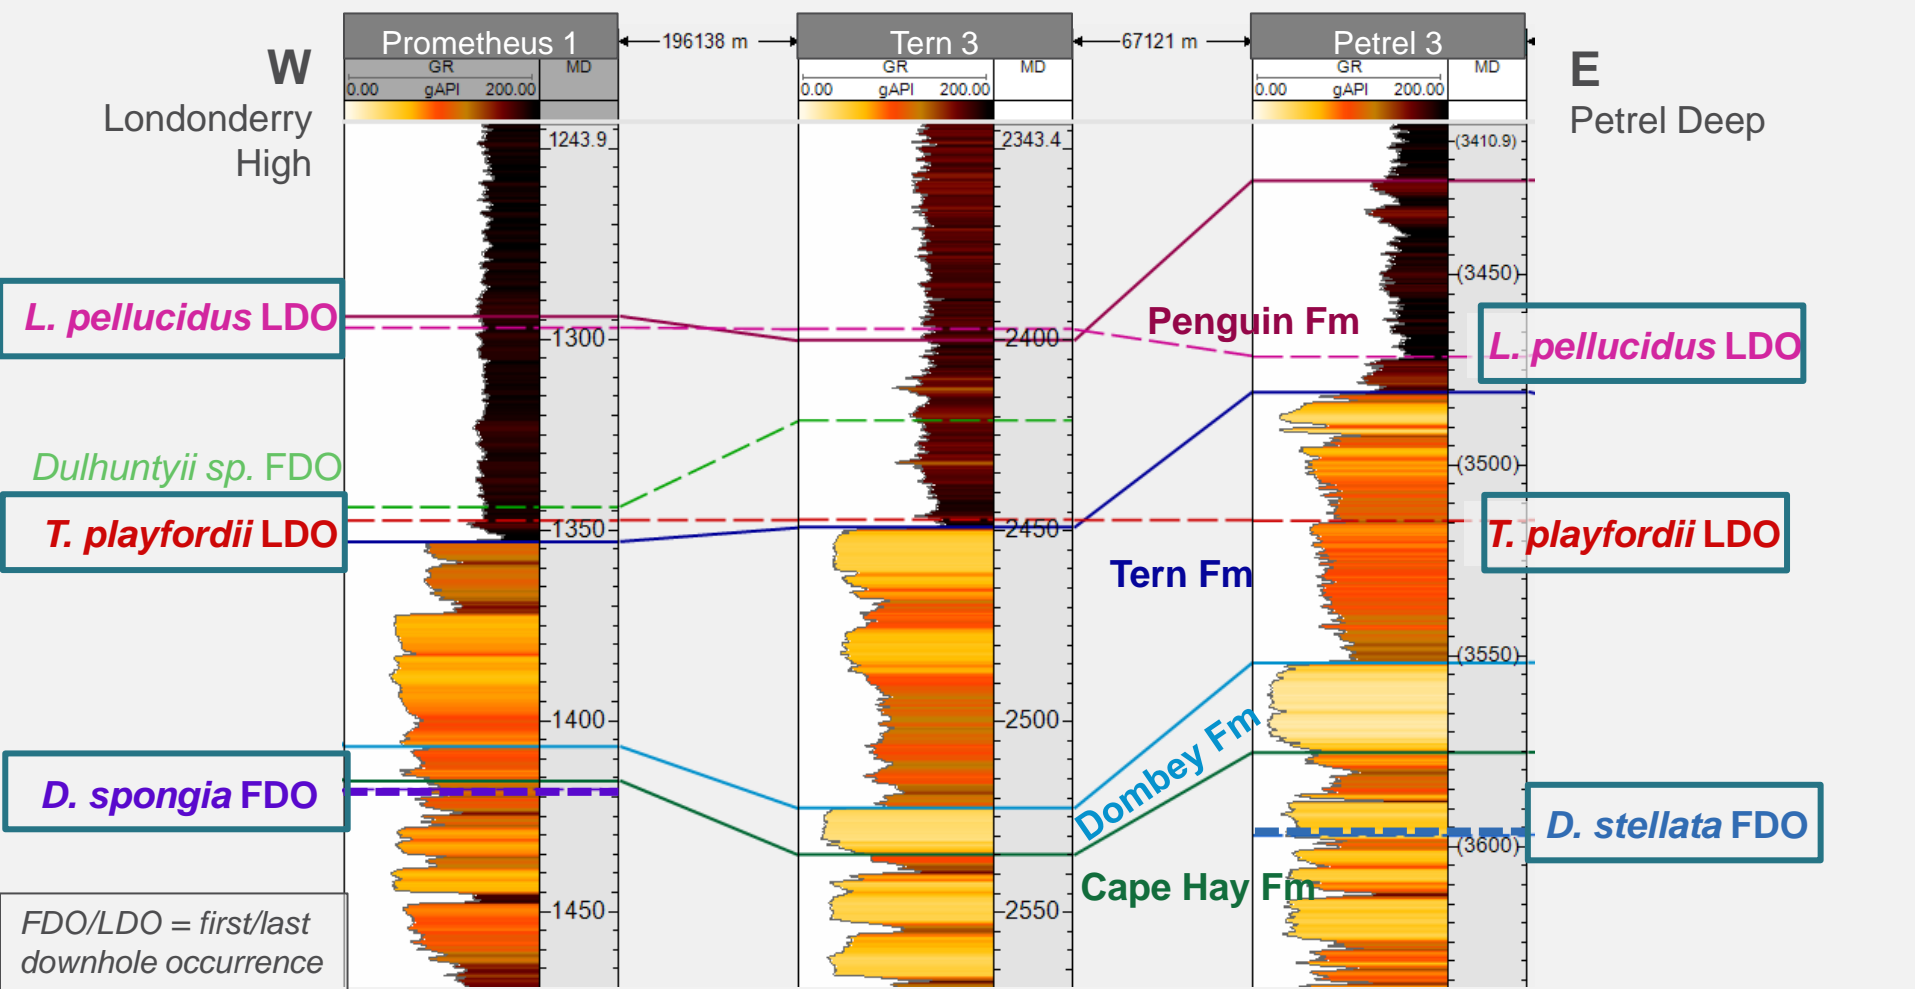 Prometheus 1
196138 m
Tern 3
67121 m
Petrel 3
W
Londonderry
High
E
Petrel Deep
GR
MD
0.00 gAPI 200.00
GR
MD
0.00 gAPI 200.00
GR
MD
0.00 gAPI 200.00
1243.9
1300
1350
1400
1450
2343.4
2400
2450
2500
2550
(3410.9)
(3450)
(3500)
(3550)
(3600)
L. pellucidus LDO
Dulhuntyii sp. FDO
T. playfordii LDO
D. spongia FDO
Penguin Fm
Tern Fm
Dombey Fm
Cape Hay Fm
L. pellucidus LDO
T. playfordii LDO
D. stellata FDO
FDO/LDO = first/last
downhole occurrence